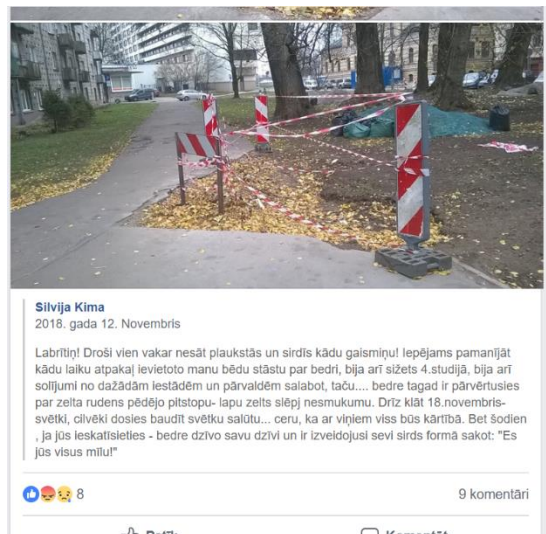 Silvija Kima
2018. gada 12. Novembris
Labrītiņ! Droši vien vakar nesāt plaukstās un sirdīs kādu gaismiņu! Iepējams pamanījāt
kādu laiku atpakaļ ievietoto manu bēdu stāstu par bedri, bija arī sižets 4.studijā, bija arī
solījumi no dažādām iestādēm un pārvaldēm salabot, taču.... bedre tagad ir pārvērtusies
par zelta rudens pēdējo pitstopu- lapu zelts slēpj nesmukumu. Drīz klāt 18.novembris-
svētki, cilvēki dosies baudīt svētku salūtu... ceru, ka ar viņiem viss būs kārtībā. Bet šodien
, ja jūs ieskatīsieties - bedre dzīvo savu dzīvi un ir izveidojusi sevi sirds formā sakot: "Es
jūs visus mīlu!"
8
9 komentāri
Patīk
Komentēt